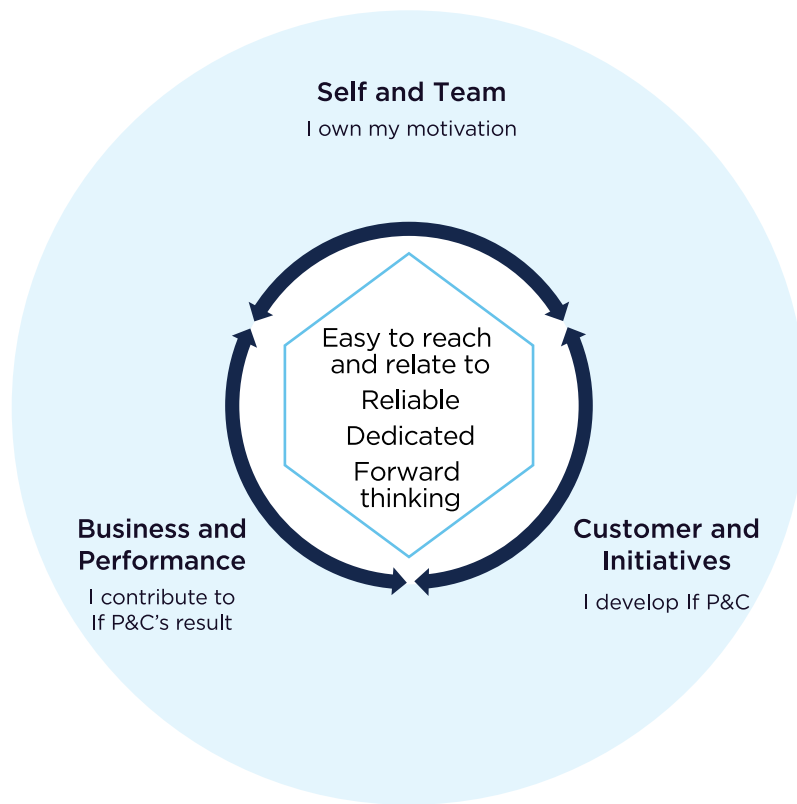 Self and Team
I own my motivation
Easy to reach
and relate to
Reliable
Dedicated
Forward
thinking
Business and
Performance
I contribute to
If P&C's result
Customer and
Initiatives
I develop If P&C